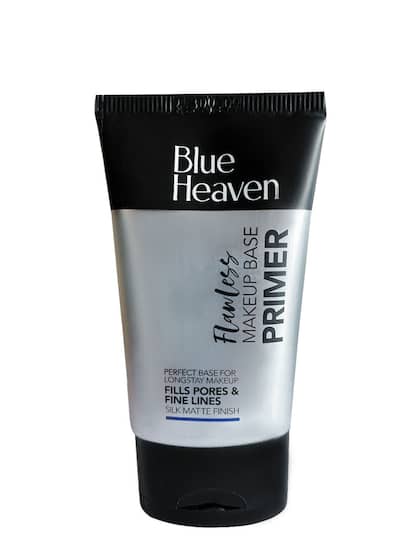 Blue
Heaven
Flawless
MAKEUP BASE
PRIMER
PERFECT BASE FOR
LONGSTAY MAKEUP
FILLS PORES &
FINE LINES
SILK MATTE FINISH